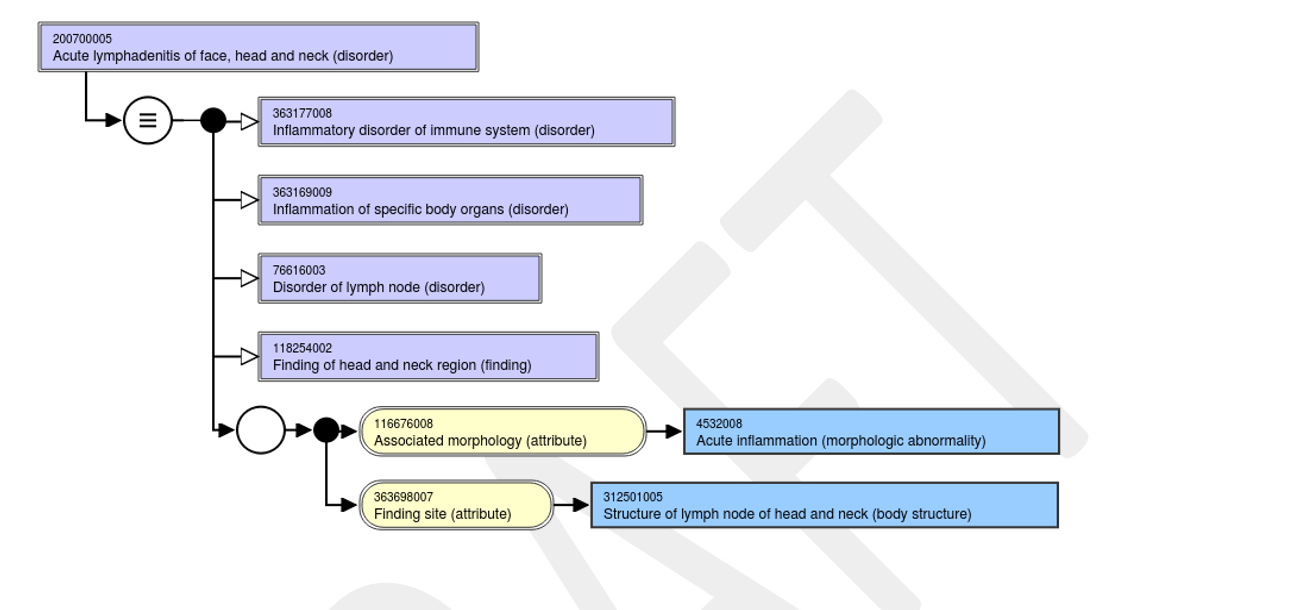 200700005
Acute lymphadenitis of face, head and neck (disorder)
363177008
Inflammatory disorder of immune system (disorder)
363169009
Inflammation of specific body organs (disorder)
76616003
Disorder of lymph node (disorder)
118254002
Finding of head and neck region (finding)
116676008
Associated morphology (attribute)
4532008
Acute inflammation (morphologic abnormality)
363698007
Finding site (attribute)
312501005
Structure of lymph node of head and neck (body structure)